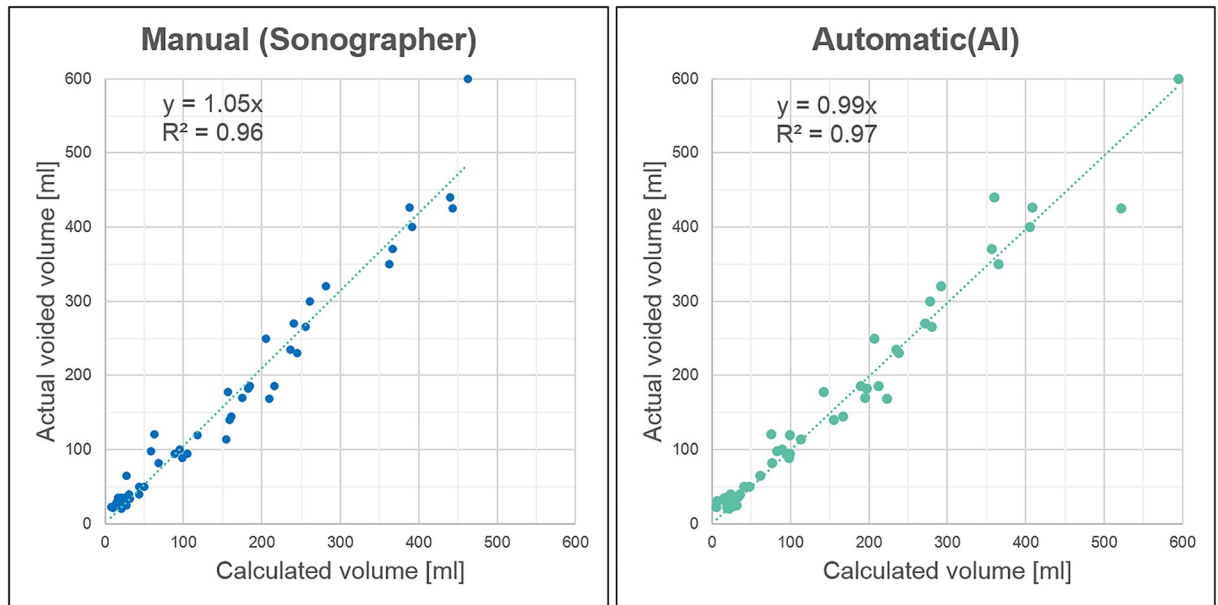 Manual (Sonographer)
y = 1.05x
R² = 0.96
Actual voided volume [ml]
600
500
400
300
200
100
0
0 100 200 300 400 500 600
Calculated volume [ml]
Automatic(AI)
y = 0.99x
R² = 0.97
Actual voided volume [ml]
600
500
400
300
200
100
0
0 100 200 300 400 500 600
Calculated volume [ml]